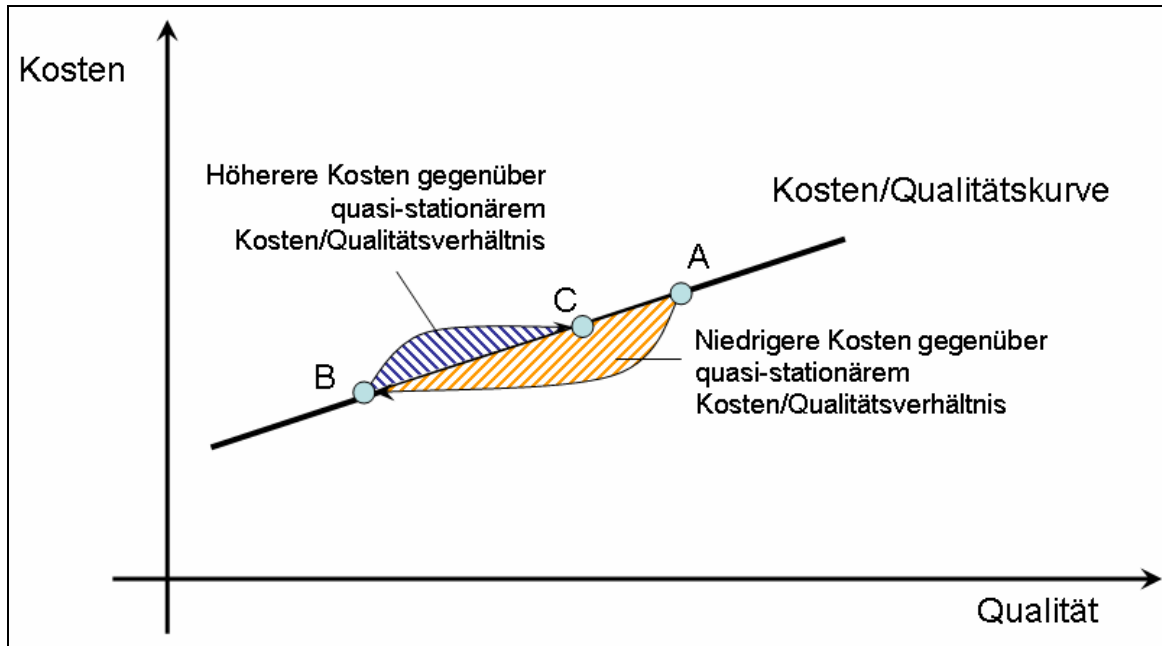 Kosten
Höherere Kosten gegenüber
quasi-stationärem
Kosten/Qualitätsverhältnis
Kosten/Qualitätskurve
A
C
B
Niedrigere Kosten gegenüber
quasi-stationärem
Kosten/Qualitätsverhältnis
Qualität